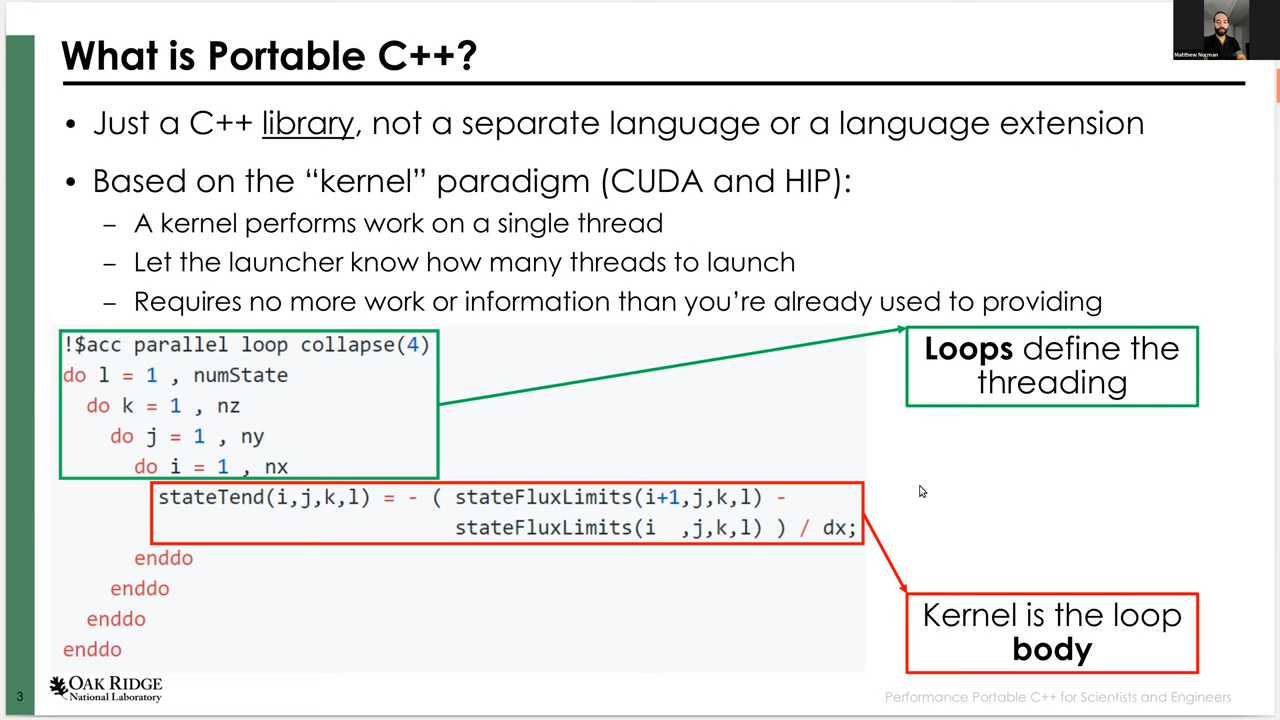 What is Portable C++?
Matthew Norman
• Just a C++ library, not a separate language or a language extension
• Based on the “kernel” paradigm (CUDA and HIP):
– A kernel performs work on a single thread
– Let the launcher know how many threads to launch
– Requires no more work or information than you’re already used to providing
!$acc parallel loop collapse(4)
do l = 1 , numState
do k = 1 , nz
do j = 1 , ny
do i = 1 , nx
stateTend(i,j,k,l) = - ( stateFluxLimits(i+1,j,k,l) -
stateFluxLimits(i  ,j,k,l) ) / dx;
enddo
enddo
enddo
enddo
Loops define the
threading
Kernel is the loop
body
3
OAK RIDGE
National Laboratory
Performance Portable C++ for Scientists and Engineers